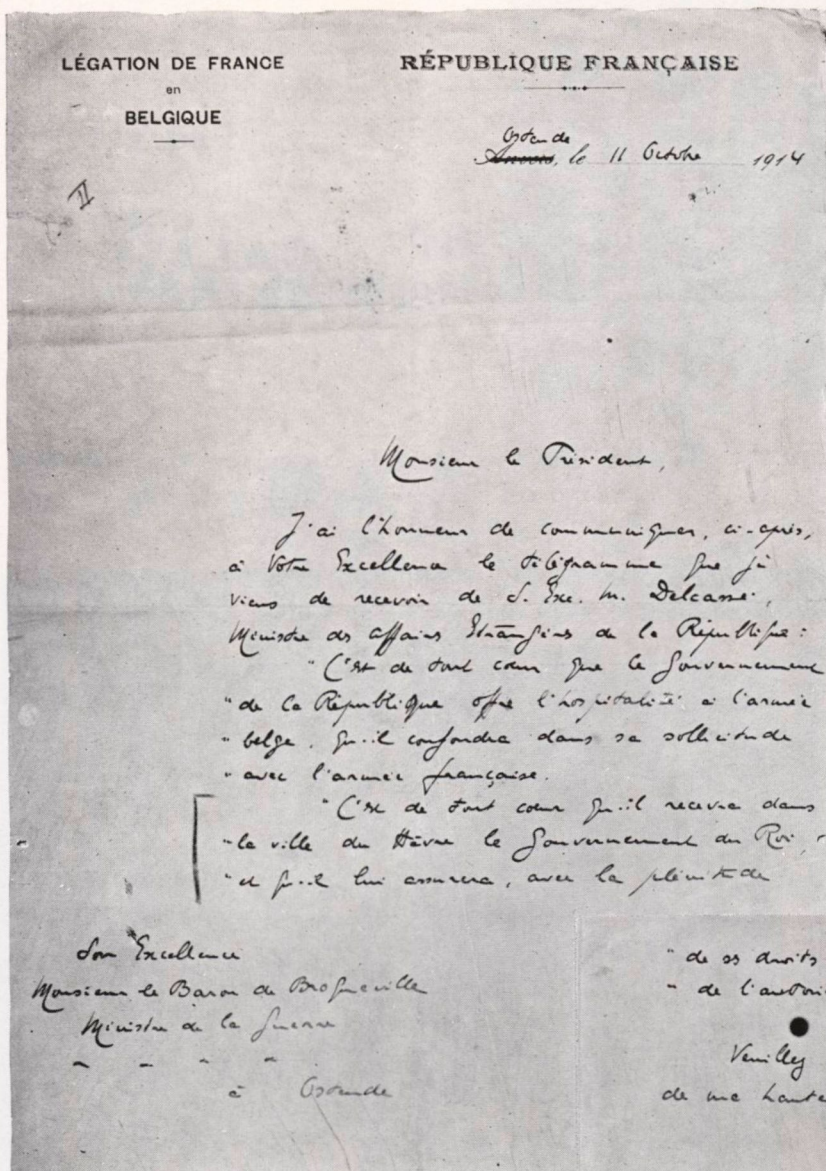 LÉGATION DE FRANCE
en
BELGIQUE
RÉPUBLIQUE FRANÇAISE
Ostende
Anvers, le 11 Octobre 1914
II
Monsieur le Président,
J'ai l'honneur de communiquer, ci-après,
à Votre Excellence le télégramme que je
viens de recevoir de S. Exc. M. Delcassé,
Ministre des Affaires Etrangères de la République :
"C'est de tout cœur que le Gouvernement
"de la République offre l'hospitalité à l'armée
"belge, qu'il confondra dans sa sollicitude
"avec l'armée française.
"C'est de tout cœur qu'il recevra dans
"la ville du Hâvre le Gouvernement du Roi,
"et qu'il lui assurera, avec la plénitude
Son Excellence
Monsieur le Baron de Broqueville
Ministre de la Guerre
" " " "
à Ostende
"de ses droits
"de l'autori
Veuillez
de ma haute